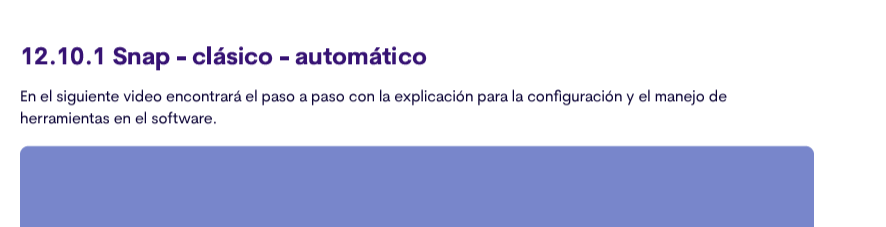 12.10.1 Snap - clásico - automático
En el siguiente video encontrará el paso a paso con la explicación para la configuración y el manejo de
herramientas en el software.